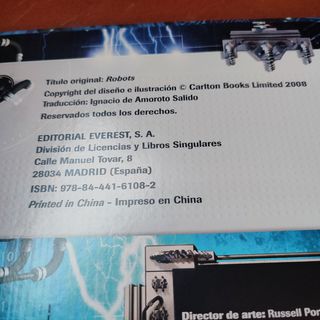 Título original: Robots
Copyright del diseño e ilustración © Carlton Books Limited 2008
Traducción: Ignacio de Amoroto Salido
Reservados todos los derechos.
EDITORIAL EVEREST, S. A.
División de Licencias y Libros Singulares
Calle Manuel Tovar, 8
28034 MADRID (España)
ISBN: 978-84-441-6108-2
Printed in China - Impreso en China
Director de arte: Russell Por